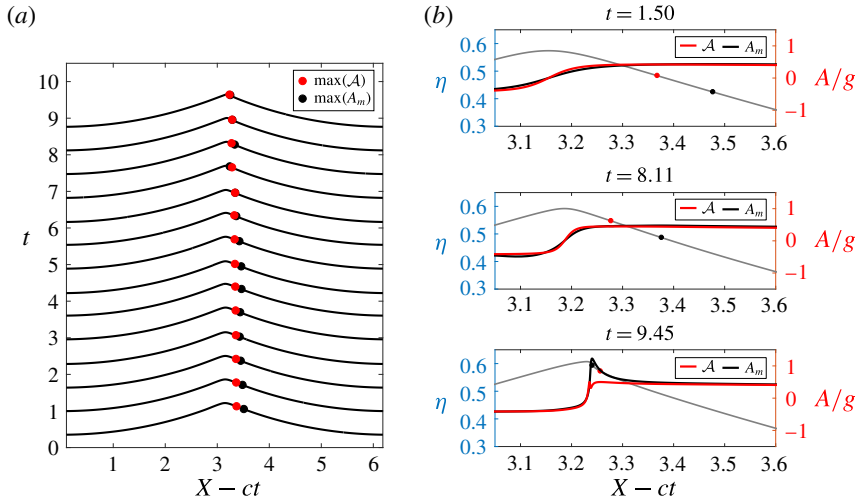 (a)
10
9
8
7
6
5
4
3
2
1
0
t
1 2 3 4 5 6
X − ct
max(𝒜)
max(Aₘ)
(b)
t = 1.50
0.6
0.5
0.4
0.3
η
𝒜 Aₘ
1
0
−1
A/g
3.1 3.2 3.3 3.4 3.5 3.6
t = 8.11
0.6
0.5
0.4
0.3
η
𝒜 Aₘ
1
0
−1
A/g
3.1 3.2 3.3 3.4 3.5 3.6
t = 9.45
0.6
0.5
0.4
0.3
η
𝒜 Aₘ
1
0
−1
A/g
3.1 3.2 3.3 3.4 3.5 3.6
X − ct